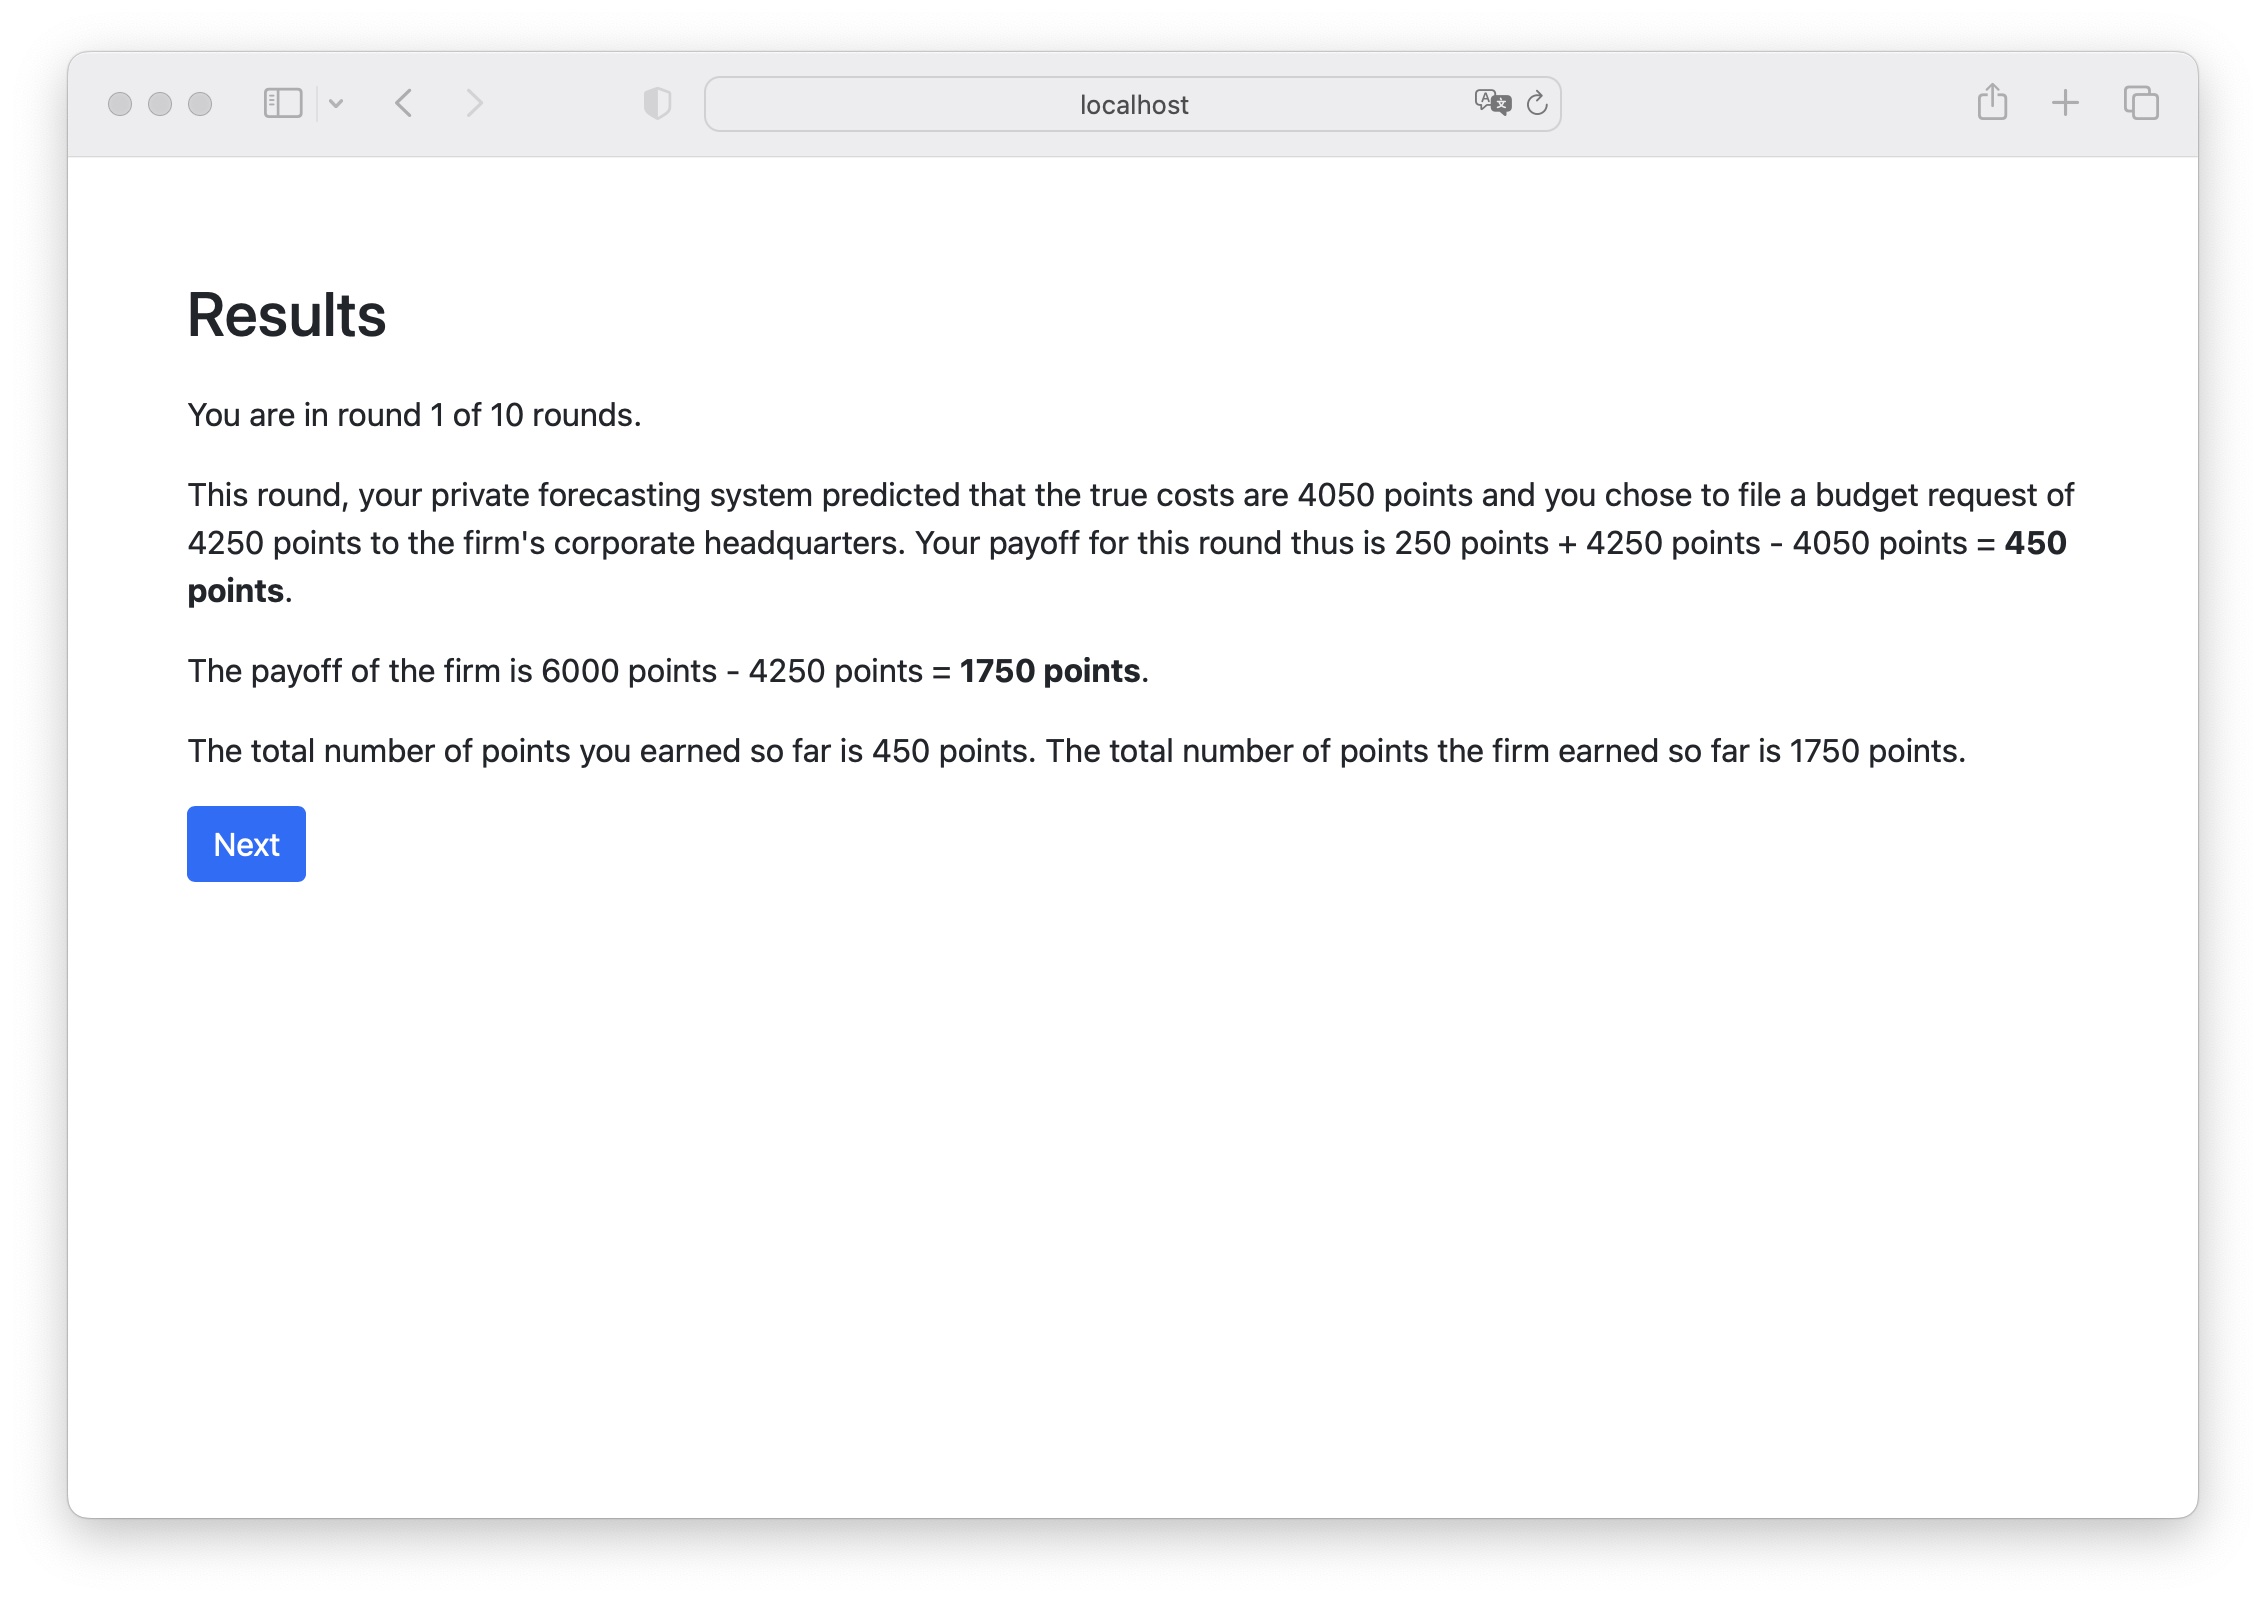 localhost
Results
You are in round 1 of 10 rounds.
This round, your private forecasting system predicted that the true costs are 4050 points and you chose to file a budget request of
4250 points to the firm's corporate headquarters. Your payoff for this round thus is 250 points + 4250 points - 4050 points = 450
points.
The payoff of the firm is 6000 points - 4250 points = 1750 points.
The total number of points you earned so far is 450 points. The total number of points the firm earned so far is 1750 points.
Next